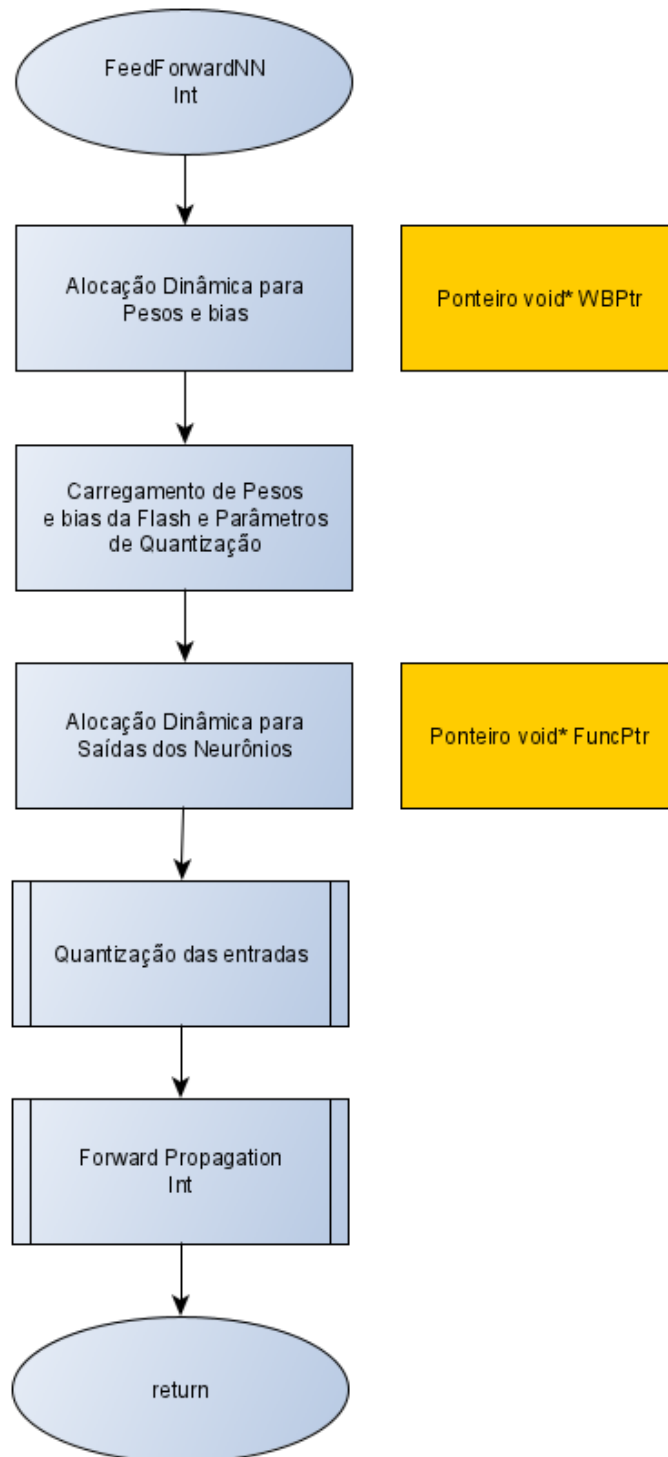 FeedForwardNN
Int
Alocação Dinâmica para
Pesos e bias
Ponteiro void* WBPtr
Carregamento de Pesos
e bias da Flash e Parâmetros
de Quantização
Alocação Dinâmica para
Saídas dos Neurônios
Ponteiro void* FuncPtr
Quantização das entradas
Forward Propagation
Int
return